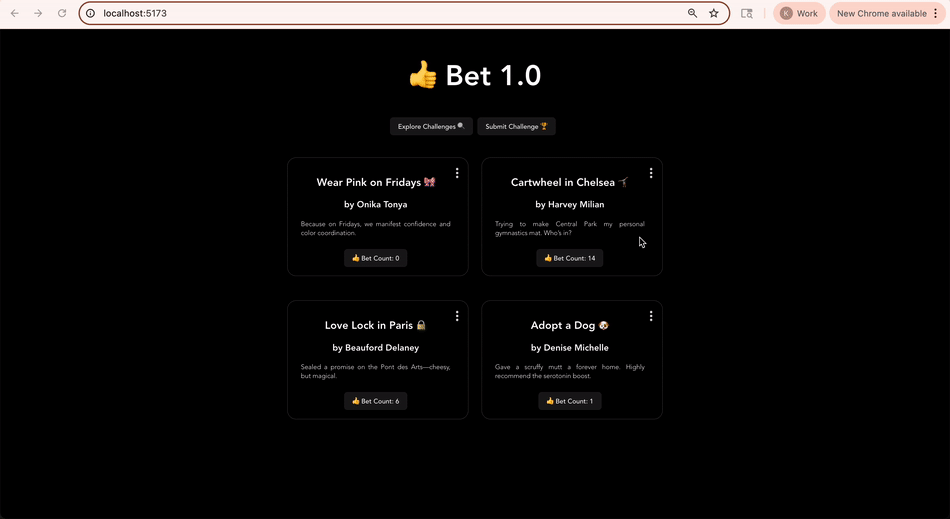 localhost:5173
K Work
New Chrome available
👍 Bet 1.0
Explore Challenges 🔍
Submit Challenge 🏆
Wear Pink on Fridays 🎀
by Onika Tonya
Because on Fridays, we manifest confidence and
color coordination.
👍 Bet Count: 0
Cartwheel in Chelsea 🤸
by Harvey Milian
Trying to make Central Park my personal
gymnastics mat. Who's in?
👍 Bet Count: 14
Love Lock in Paris 🔒
by Beauford Delaney
Sealed a promise on the Pont des Arts—cheesy,
but magical.
👍 Bet Count: 6
Adopt a Dog 🐶
by Denise Michelle
Gave a scruffy mutt a forever home. Highly
recommend the serotonin boost.
👍 Bet Count: 1